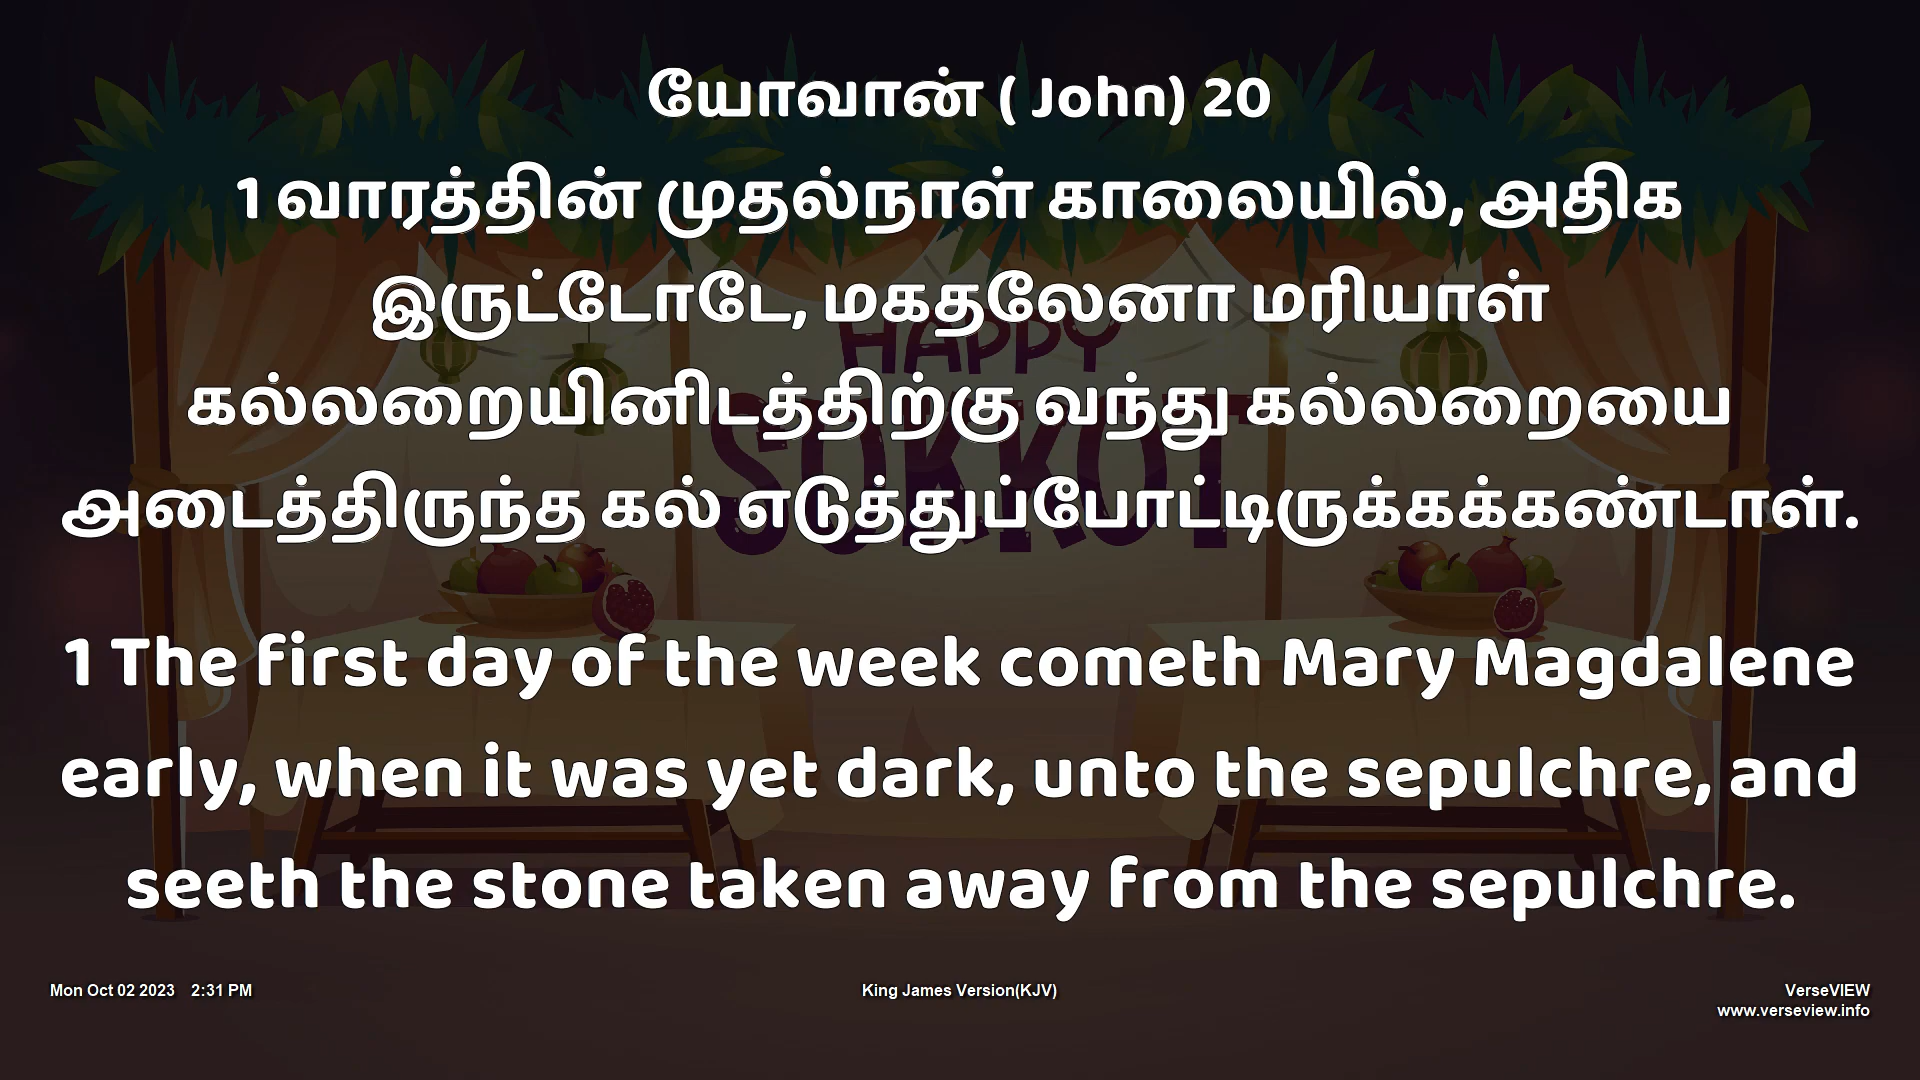 யோவான் ( John) 20
1 வாரத்தின் முதல்நாள் காலையில், அதிக
இருட்டோடே, மகதலேனா மரியாள்
கல்லறையினிடத்திற்கு வந்து கல்லறையை
அடைத்திருந்த கல் எடுத்துப்போட்டிருக்கக்கண்டாள்.
HAPPY
SUKKOT
1 The first day of the week cometh Mary Magdalene
early, when it was yet dark, unto the sepulchre, and
seeth the stone taken away from the sepulchre.
Mon Oct 02 2023 2:31 PM
King James Version(KJV)
VerseVIEW
www.verseview.info